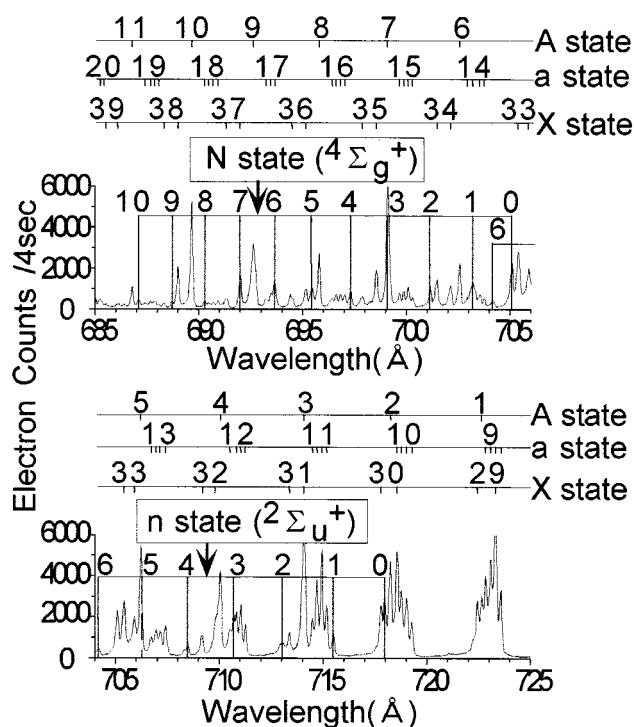 11 10 9 8 7 6 A state
20 19 18 17 16 15 14 a state
39 38 37 36 35 34 33 X state
N state (⁴Σg⁺)
6000
4000
2000
0
10 9 8 7 6 5 4 3 2 1 0
6
685 690 695 700 705
Wavelength(Å)
Electron Counts /4sec
5 4 3 2 1 A state
13 12 11 10 9 a state
33 32 31 30 29 X state
n state (²Σu⁺)
6000
4000
2000
0
6 5 4 3 2 1 0
705 710 715 720 725
Wavelength(Å)